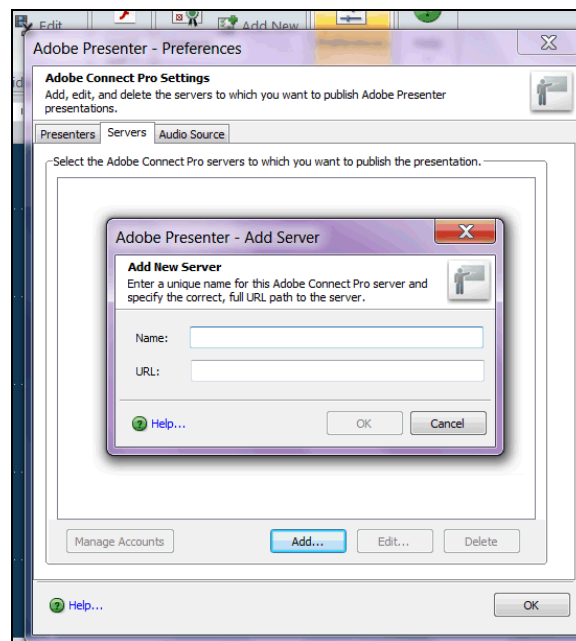 Edit
Add New
Adobe Presenter - Preferences
Adobe Connect Pro Settings
Add, edit, and delete the servers to which you want to publish Adobe Presenter
presentations.
Presenters Servers Audio Source
Select the Adobe Connect Pro servers to which you want to publish the presentation.
Adobe Presenter - Add Server
Add New Server
Enter a unique name for this Adobe Connect Pro server and
specify the correct, full URL path to the server.
Name:
URL:
Help... OK Cancel
Manage Accounts Add... Edit... Delete
Help... OK